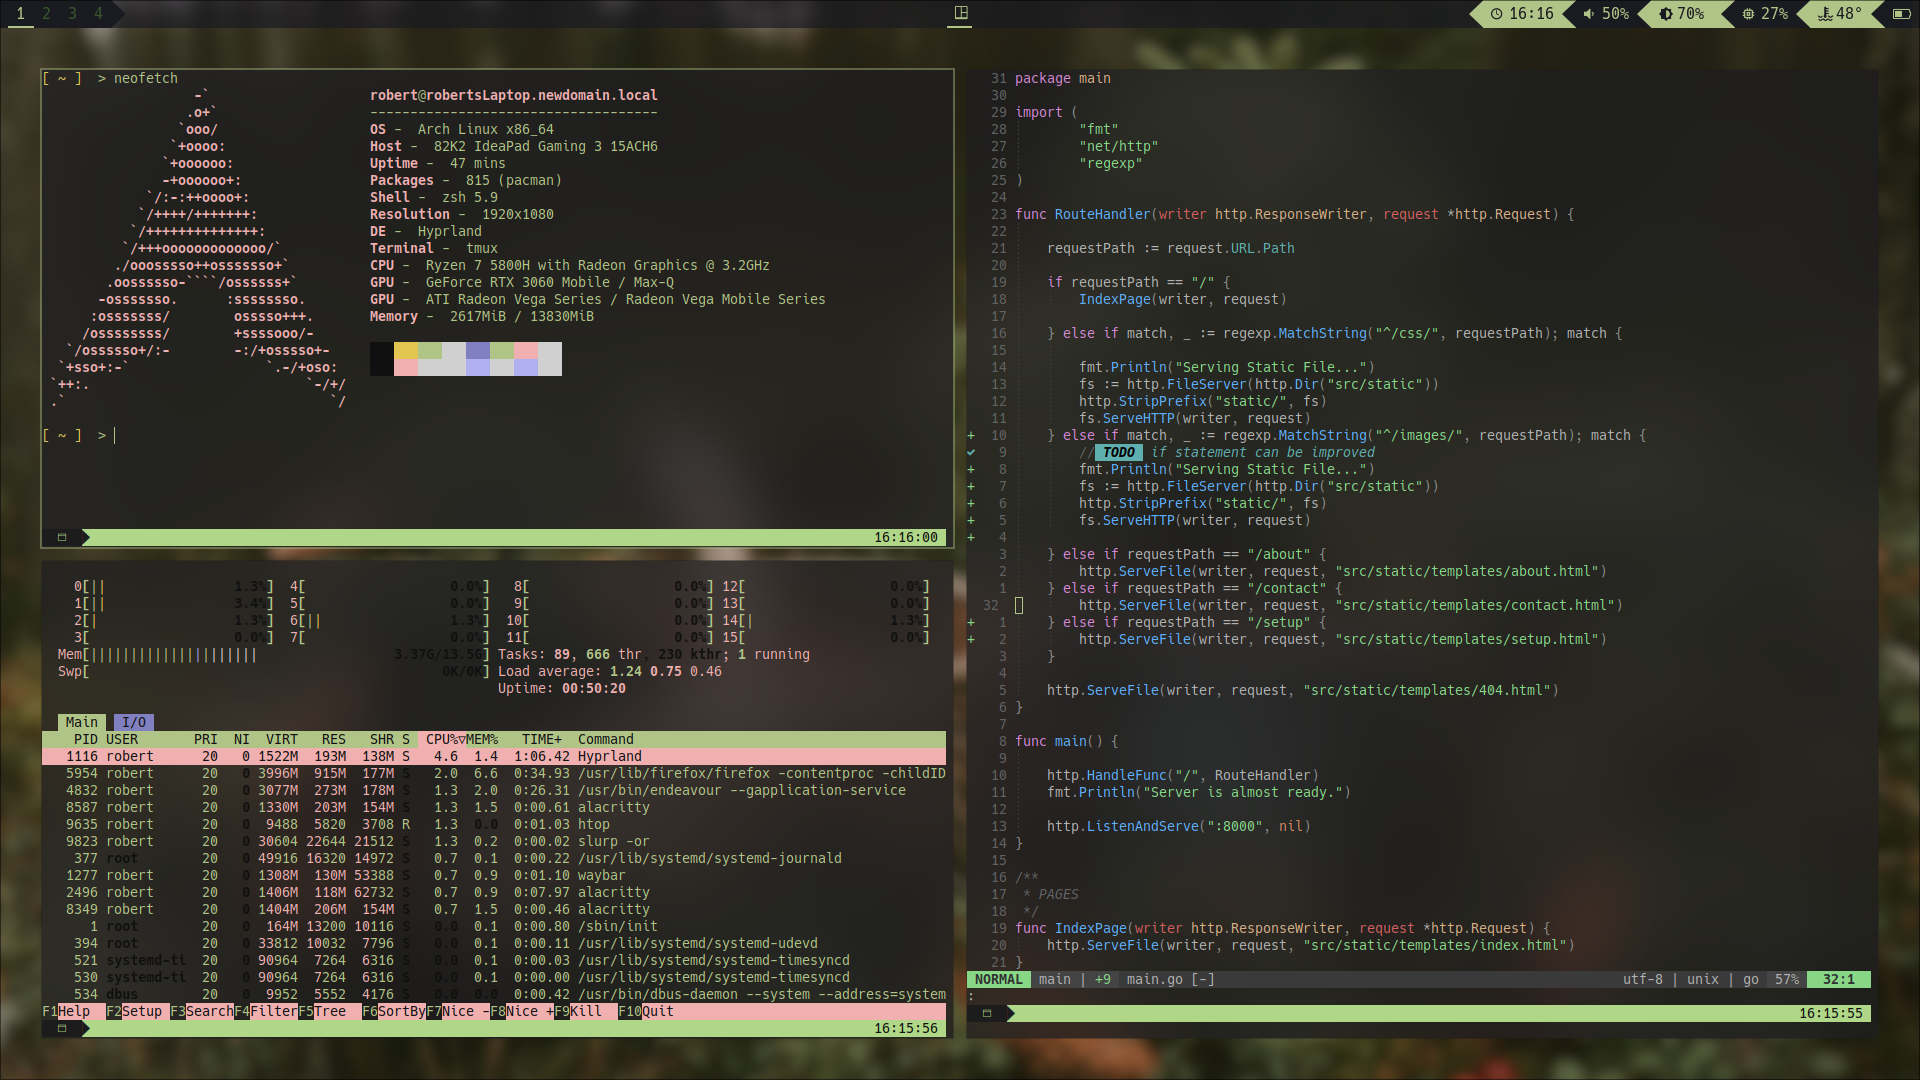 1 2 3 4
16:16 50% 70% 27% 48°
[ ~ ] > neofetch
robert@robertsLaptop.newdomain.local
------------------------------------
OS - Arch Linux x86_64
Host - 82K2 IdeaPad Gaming 3 15ACH6
Uptime - 47 mins
Packages - 815 (pacman)
Shell - zsh 5.9
Resolution - 1920x1080
DE - Hyprland
Terminal - tmux
CPU - Ryzen 7 5800H with Radeon Graphics @ 3.2GHz
GPU - GeForce RTX 3060 Mobile / Max-Q
GPU - ATI Radeon Vega Series / Radeon Vega Mobile Series
Memory - 2617MiB / 13830MiB
-`
.o+`
`ooo/
`+oooo:
`+oooooo:
-+oooooo+:
`/:-:++oooo+:
`/++++/+++++++:
`/++++++++++++++:
`/+++ooooooooooooo/`
./ooosssso++osssssso+`
.oossssso-````/ossssss+`
-osssssso. :ssssssso.
:osssssss/ osssso+++.
/ossssssss/ +ssssooo/-
`/ossssso+/:- -:/+osssso+-
`+sso+:-` `.-/+oso:
`++:. `-/+/
.` `/
[ ~ ] >
16:16:00
0[|| 1.3%] 4[ 0.0%] 8[ 0.0%] 12[ 0.0%]
1[|| 3.4%] 5[ 0.0%] 9[ 0.0%] 13[ 0.0%]
2[| 1.3%] 6[|| 1.3%] 10[ 0.0%] 14[| 1.3%]
3[ 0.0%] 7[ 0.0%] 11[ 0.0%] 15[ 0.0%]
Mem[||||||||||||||||||||| 3.37G/13.5G] Tasks: 89, 666 thr, 230 kthr; 1 running
Swp[ 0K/0K] Load average: 1.24 0.75 0.46
Uptime: 00:50:20
Main I/O
PID USER PRI NI VIRT RES SHR S CPU%▽MEM% TIME+ Command
1116 robert 20 0 1522M 193M 138M S 4.6 1.4 1:06.42 Hyprland
5954 robert 20 0 3996M 915M 177M S 2.0 6.6 0:34.93 /usr/lib/firefox/firefox -contentproc -childID
4832 robert 20 0 3077M 273M 178M S 1.3 2.0 0:26.31 /usr/bin/endeavour --gapplication-service
8587 robert 20 0 1330M 203M 154M S 1.3 1.5 0:00.61 alacritty
9635 robert 20 0 9488 5820 3708 R 1.3 0.0 0:01.03 htop
9823 robert 20 0 30604 22644 21512 S 1.3 0.2 0:00.02 slurp -or
377 root 20 0 49916 16320 14972 S 0.7 0.1 0:00.22 /usr/lib/systemd/systemd-journald
1277 robert 20 0 1308M 130M 53388 S 0.7 0.9 0:01.10 waybar
2496 robert 20 0 1406M 118M 62732 S 0.7 0.9 0:07.97 alacritty
8349 robert 20 0 1404M 206M 154M S 0.7 1.5 0:00.46 alacritty
1 root 20 0 164M 13200 10116 S 0.0 0.1 0:00.80 /sbin/init
394 root 20 0 33812 10032 7796 S 0.0 0.1 0:00.11 /usr/lib/systemd/systemd-udevd
521 systemd-ti 20 0 90964 7264 6316 S 0.0 0.1 0:00.03 /usr/lib/systemd/systemd-timesyncd
530 systemd-ti 20 0 90964 7264 6316 S 0.0 0.1 0:00.00 /usr/lib/systemd/systemd-timesyncd
534 dbus 20 0 9952 5552 4176 S 0.0 0.0 0:00.42 /usr/bin/dbus-daemon --system --address=system
F1Help F2Setup F3SearchF4FilterF5Tree F6SortByF7Nice -F8Nice +F9Kill F10Quit
16:15:56
31 package main
30
29 import (
28 "fmt"
27 "net/http"
26 "regexp"
25 )
24
23 func RouteHandler(writer http.ResponseWriter, request *http.Request) {
22
21 requestPath := request.URL.Path
20
19 if requestPath == "/" {
18 IndexPage(writer, request)
17
16 } else if match, _ := regexp.MatchString("^/css/", requestPath); match {
15
14 fmt.Println("Serving Static File...")
13 fs := http.FileServer(http.Dir("src/static"))
12 http.StripPrefix("static/", fs)
11 fs.ServeHTTP(writer, request)
+ 10 } else if match, _ := regexp.MatchString("^/images/", requestPath); match {
✔ 9 // TODO if statement can be improved
+ 8 fmt.Println("Serving Static File...")
+ 7 fs := http.FileServer(http.Dir("src/static"))
+ 6 http.StripPrefix("static/", fs)
+ 5 fs.ServeHTTP(writer, request)
+ 4
3 } else if requestPath == "/about" {
2 http.ServeFile(writer, request, "src/static/templates/about.html")
1 } else if requestPath == "/contact" {
32 http.ServeFile(writer, request, "src/static/templates/contact.html")
+ 1 } else if requestPath == "/setup" {
+ 2 http.ServeFile(writer, request, "src/static/templates/setup.html")
3 }
4
5 http.ServeFile(writer, request, "src/static/templates/404.html")
6 }
7
8 func main() {
9
10 http.HandleFunc("/", RouteHandler)
11 fmt.Println("Server is almost ready.")
12
13 http.ListenAndServe(":8000", nil)
14 }
15
16 /**
17 * PAGES
18 */
19 func IndexPage(writer http.ResponseWriter, request *http.Request) {
20 http.ServeFile(writer, request, "src/static/templates/index.html")
21 }
NORMAL main | +9 main.go [-] utf-8 | unix | go 57% 32:1
:
16:15:55